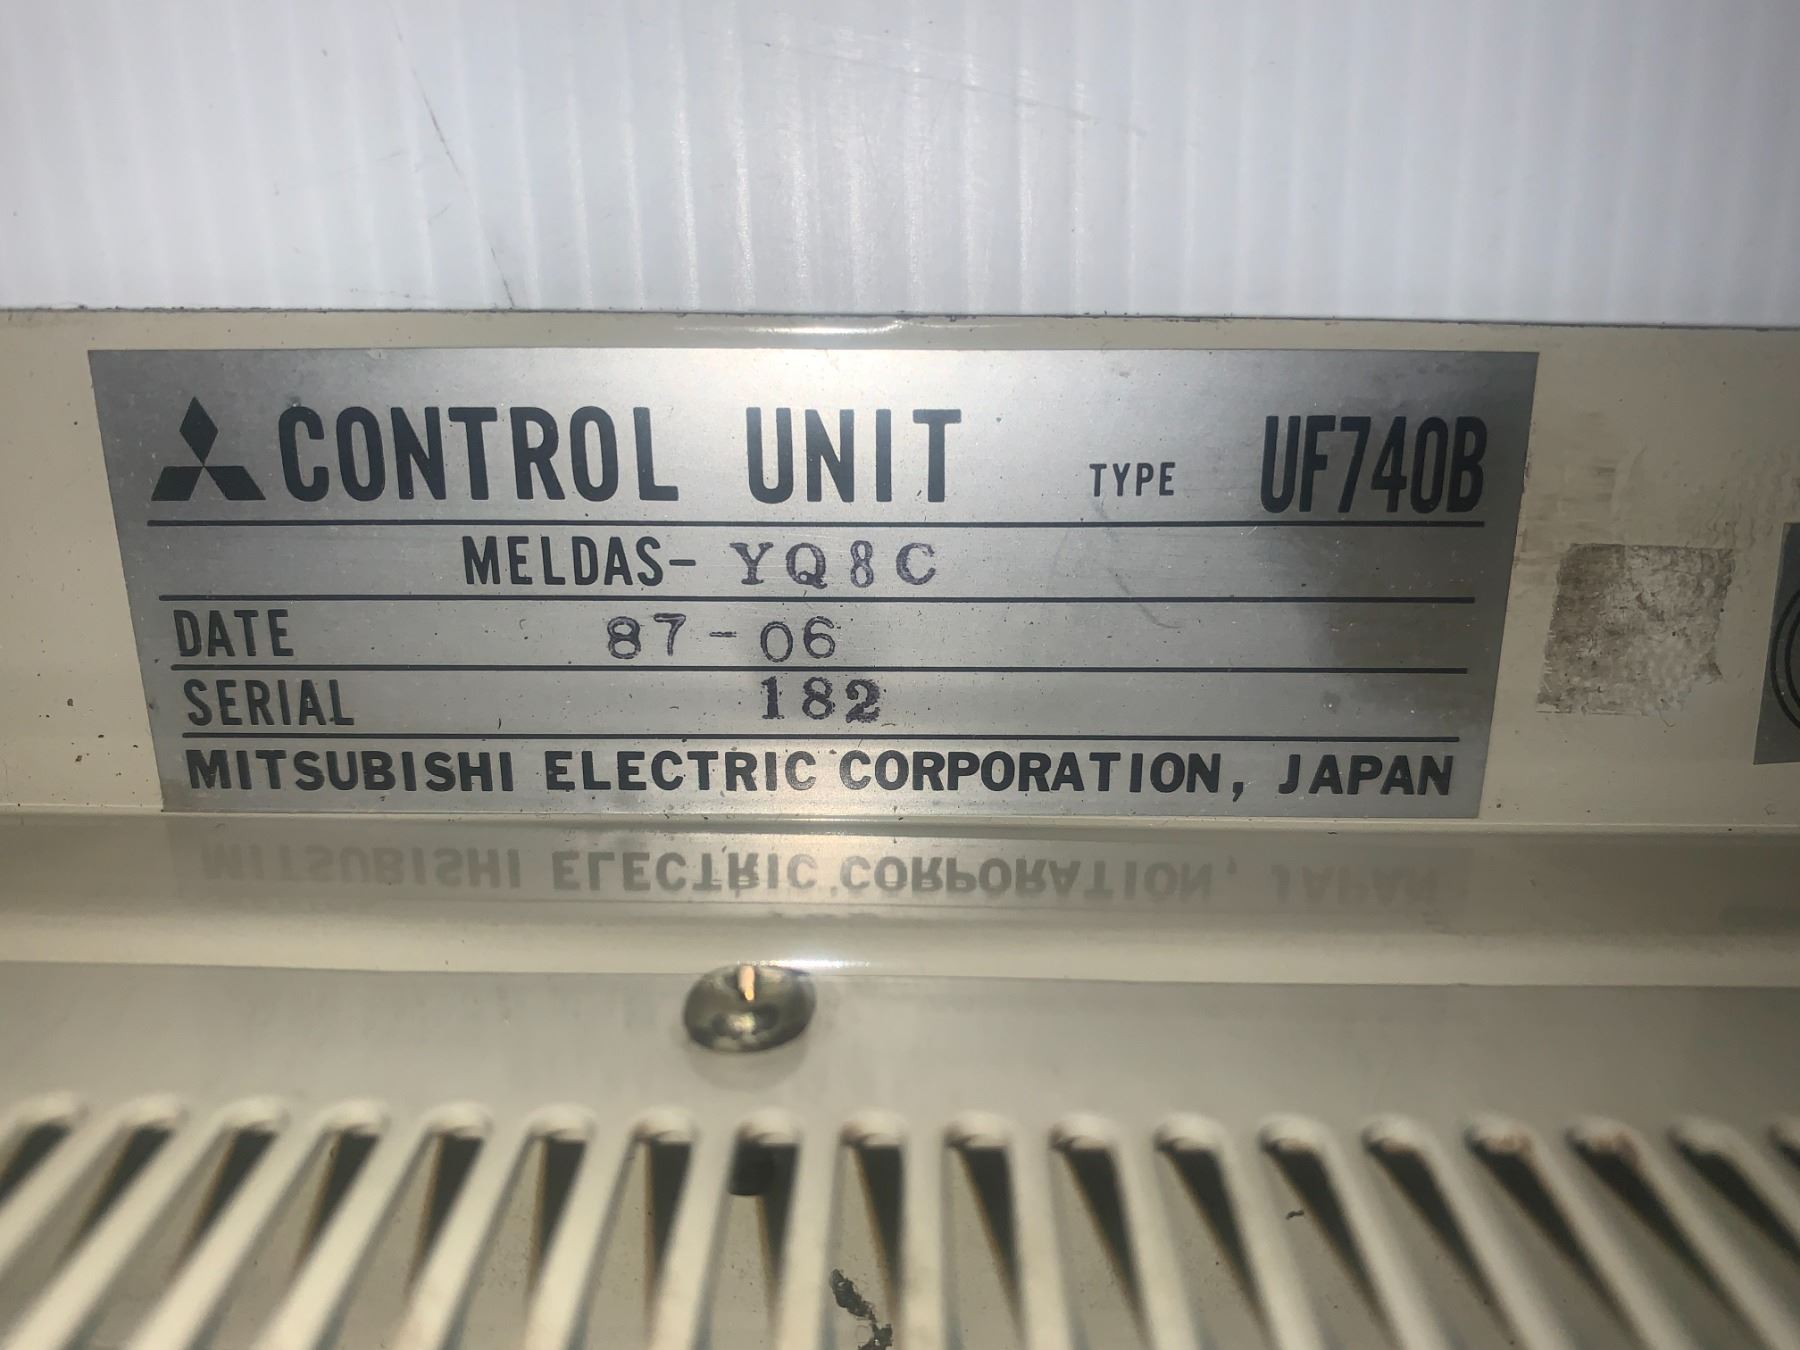 CONTROL UNIT TYPE UF740B
MELDAS- YQ8C
DATE 87-06
SERIAL 182
MITSUBISHI ELECTRIC CORPORATION, JAPAN